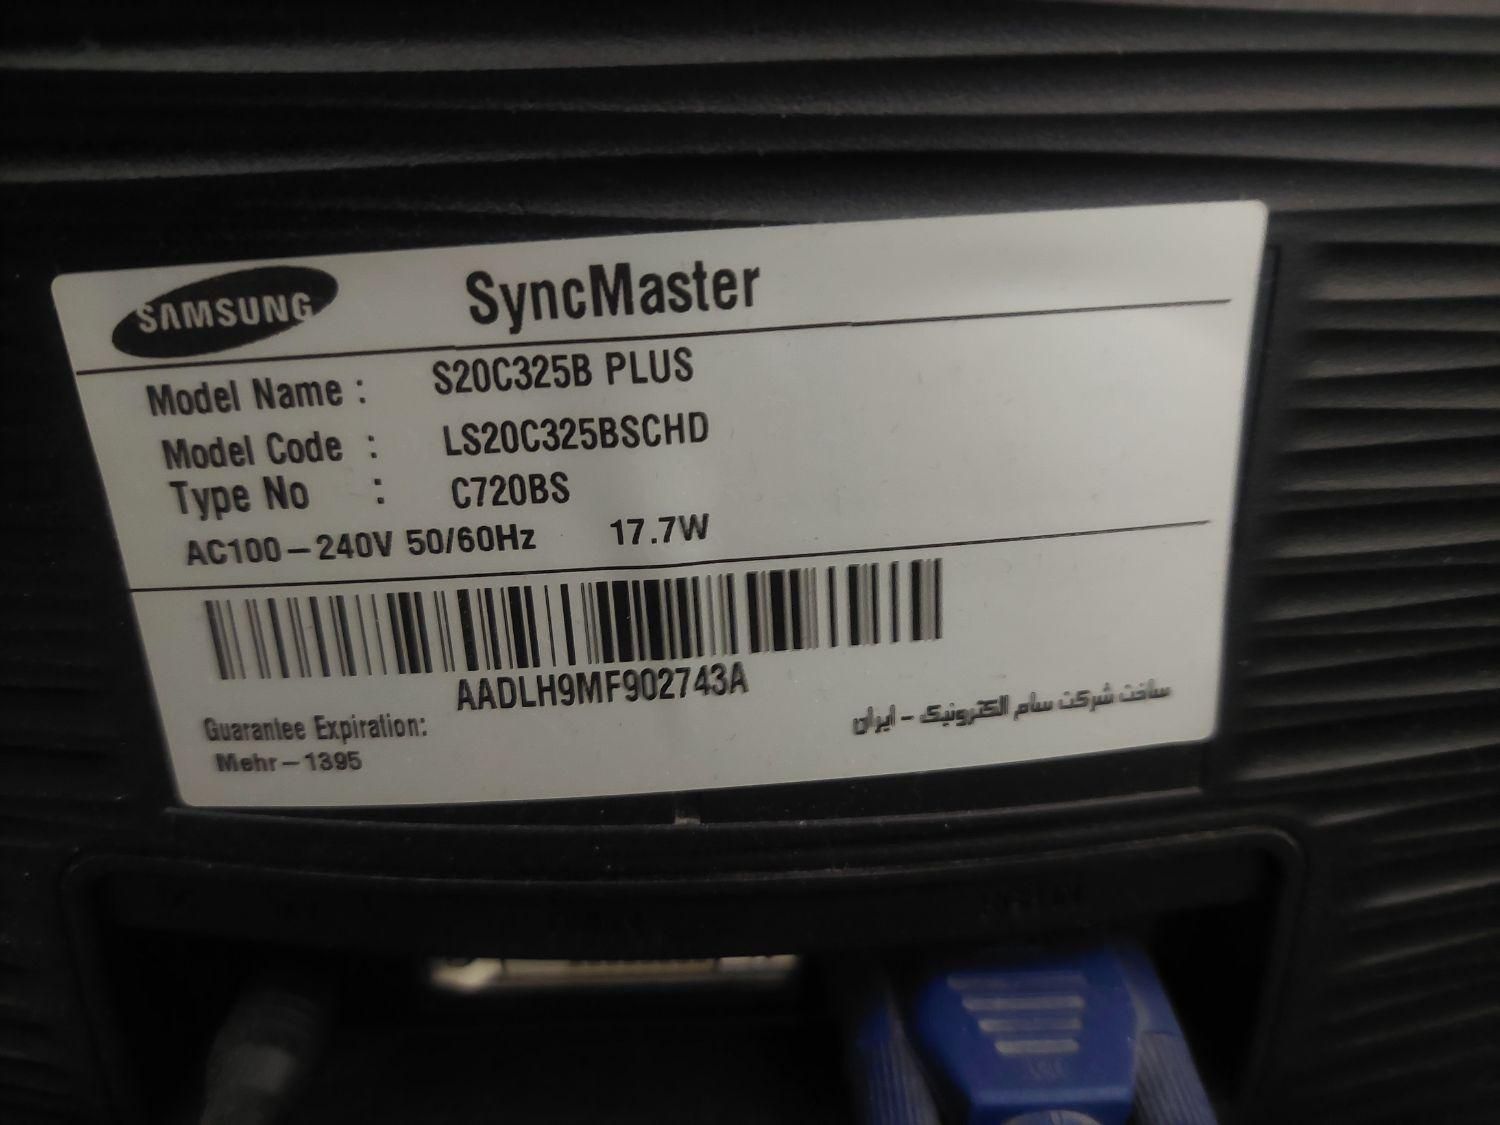 SAMSUNG
SyncMaster
Model Name : S20C325B PLUS
Model Code : LS20C325BSCHD
Type No : C720BS
AC100-240V 50/60Hz 17.7W
AADLH9MF902743A
Guarantee Expiration:
Mehr-1395
ساخت شرکت سام الکترونیک - ایران